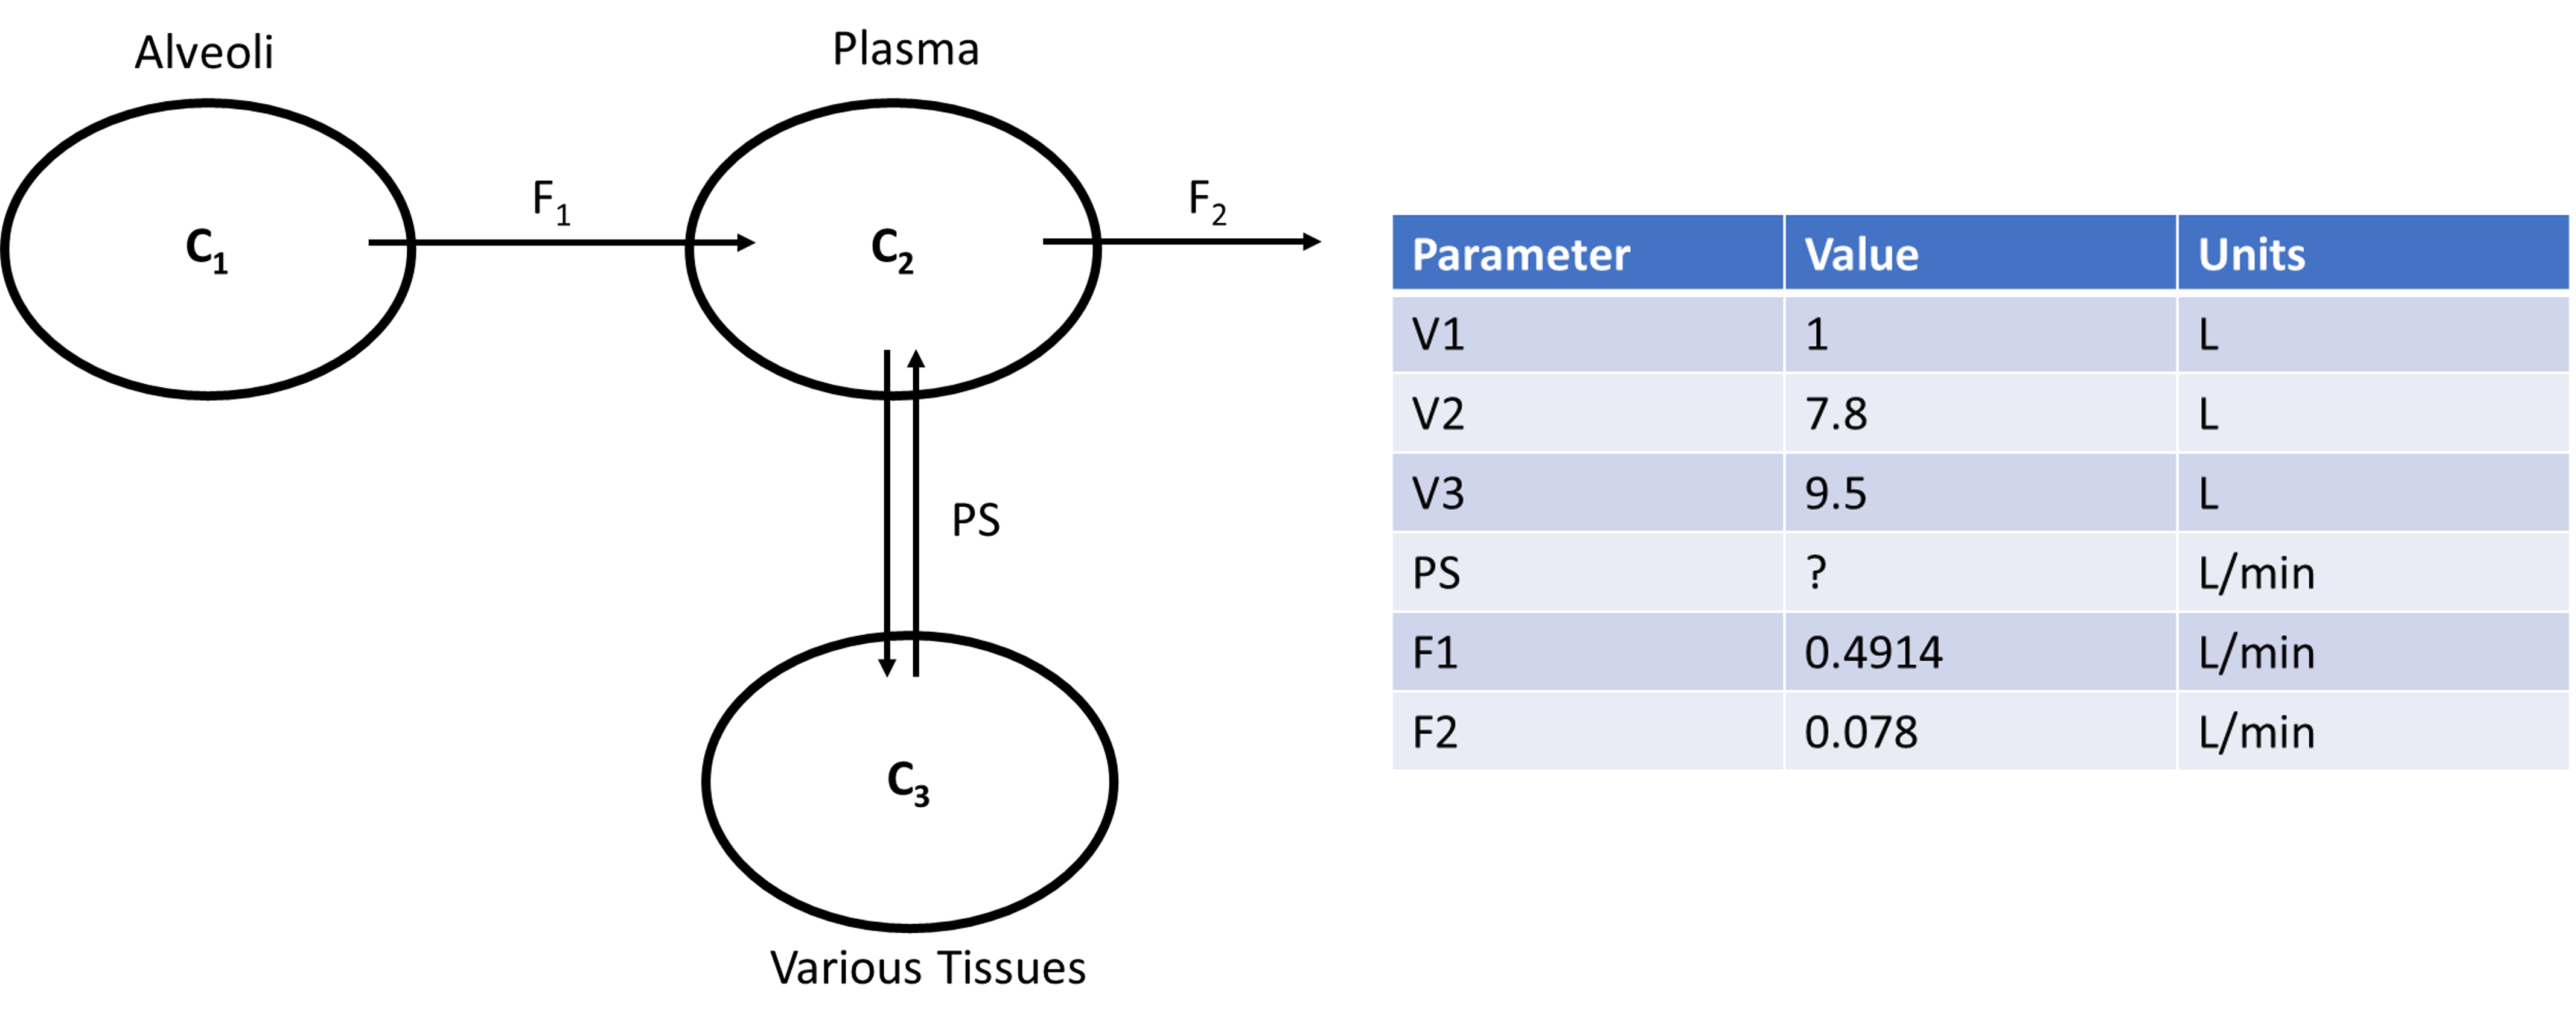 Alveoli
Plasma
C1
F1
C2
F2
PS
C3
Various Tissues
Parameter Value Units
V1 1 L
V2 7.8 L
V3 9.5 L
PS ? L/min
F1 0.4914 L/min
F2 0.078 L/min